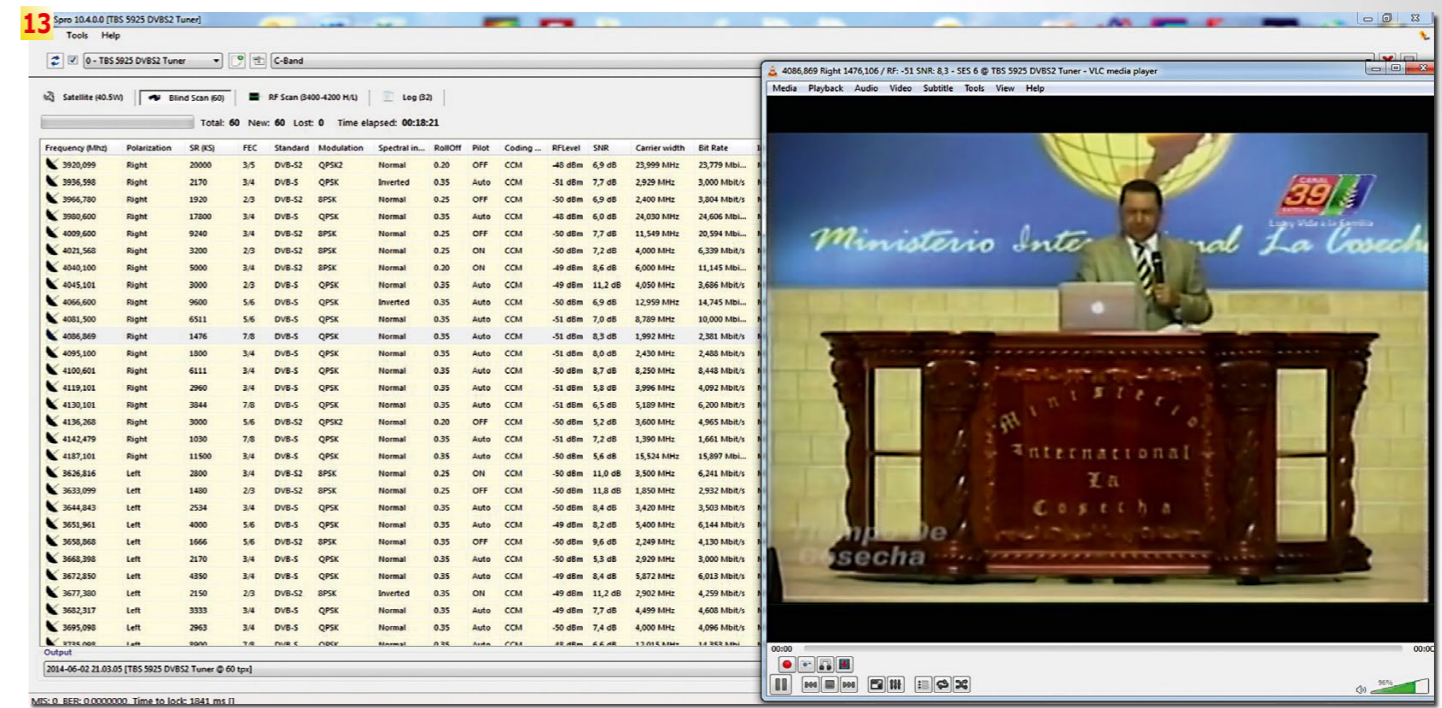 13
Spro 10.4.0.0 [TBS 5925 DVBS2 Tuner]
Tools Help
0 - TBS 5925 DVBS2 Tuner C-Band
Satellite (40.5W) Blind Scan (60) RF Scan (3400-4200 H/L) Log (32)
Total: 60 New: 60 Lost: 0 Time elapsed: 00:18:21
Frequency (Mhz) Polarization SR (KS) FEC Standard Modulation Spectral in... RollOff Pilot Coding ... RFLevel SNR Carrier width Bit Rate
3920,099 Right 20000 3/5 DVB-S2 QPSK2 Normal 0.20 OFF CCM -48 dBm 6,9 dB 23,999 MHz 23,779 Mbi...
3936,598 Right 2170 3/4 DVB-S QPSK Inverted 0.35 Auto CCM -51 dBm 7,7 dB 2,929 MHz 3,000 Mbit/s
3966,780 Right 1920 2/3 DVB-S2 8PSK Normal 0.25 OFF CCM -50 dBm 6,9 dB 2,400 MHz 3,804 Mbit/s
3980,600 Right 17800 3/4 DVB-S QPSK Normal 0.35 Auto CCM -48 dBm 6,0 dB 24,030 MHz 24,606 Mbi...
4009,600 Right 9240 3/4 DVB-S2 8PSK Normal 0.25 OFF CCM -50 dBm 7,7 dB 11,549 MHz 20,594 Mbi...
4021,568 Right 3200 2/3 DVB-S2 8PSK Normal 0.25 ON CCM -50 dBm 7,2 dB 4,000 MHz 6,339 Mbit/s
4040,100 Right 5000 3/4 DVB-S2 8PSK Normal 0.20 ON CCM -49 dBm 8,6 dB 6,000 MHz 11,145 Mbi...
4045,101 Right 3000 2/3 DVB-S QPSK Normal 0.35 Auto CCM -49 dBm 11,2 dB 4,050 MHz 3,686 Mbit/s
4066,600 Right 9600 5/6 DVB-S QPSK Inverted 0.35 Auto CCM -50 dBm 6,9 dB 12,959 MHz 14,745 Mbi...
4081,500 Right 6511 5/6 DVB-S QPSK Normal 0.35 Auto CCM -51 dBm 7,0 dB 8,789 MHz 10,000 Mbi...
4086,869 Right 1476 7/8 DVB-S QPSK Normal 0.35 Auto CCM -51 dBm 8,3 dB 1,992 MHz 2,381 Mbit/s
4095,100 Right 1800 3/4 DVB-S QPSK Normal 0.35 Auto CCM -51 dBm 8,0 dB 2,430 MHz 2,488 Mbit/s
4100,601 Right 6111 3/4 DVB-S QPSK Normal 0.35 Auto CCM -50 dBm 8,7 dB 8,250 MHz 8,448 Mbit/s
4119,101 Right 2960 3/4 DVB-S QPSK Normal 0.35 Auto CCM -51 dBm 5,8 dB 3,996 MHz 4,092 Mbit/s
4130,101 Right 3844 7/8 DVB-S QPSK Normal 0.35 Auto CCM -51 dBm 6,5 dB 5,189 MHz 6,200 Mbit/s
4136,268 Right 3000 5/6 DVB-S2 QPSK2 Normal 0.20 OFF CCM -50 dBm 5,2 dB 3,600 MHz 4,965 Mbit/s
4142,479 Right 1030 7/8 DVB-S QPSK Normal 0.35 Auto CCM -51 dBm 7,2 dB 1,390 MHz 1,661 Mbit/s
4187,101 Right 11500 3/4 DVB-S QPSK Normal 0.35 Auto CCM -50 dBm 5,6 dB 15,524 MHz 15,897 Mbi...
3626,816 Left 2800 3/4 DVB-S2 8PSK Normal 0.25 ON CCM -50 dBm 11,0 dB 3,500 MHz 6,241 Mbit/s
3633,099 Left 1480 2/3 DVB-S2 8PSK Normal 0.25 OFF CCM -50 dBm 11,8 dB 1,850 MHz 2,932 Mbit/s
3644,843 Left 2534 3/4 DVB-S QPSK Normal 0.35 Auto CCM -50 dBm 8,4 dB 3,420 MHz 3,503 Mbit/s
3651,961 Left 4000 5/6 DVB-S QPSK Normal 0.35 Auto CCM -49 dBm 8,2 dB 5,400 MHz 6,144 Mbit/s
3658,868 Left 1666 5/6 DVB-S2 8PSK Normal 0.35 OFF CCM -50 dBm 9,6 dB 2,249 MHz 4,130 Mbit/s
3668,398 Left 2170 3/4 DVB-S QPSK Normal 0.35 Auto CCM -50 dBm 5,3 dB 2,929 MHz 3,000 Mbit/s
3672,850 Left 4350 3/4 DVB-S QPSK Normal 0.35 Auto CCM -49 dBm 8,4 dB 5,872 MHz 6,013 Mbit/s
3677,380 Left 2150 2/3 DVB-S2 8PSK Inverted 0.35 ON CCM -49 dBm 11,2 dB 2,902 MHz 4,259 Mbit/s
3682,317 Left 3333 3/4 DVB-S QPSK Normal 0.35 Auto CCM -49 dBm 7,7 dB 4,499 MHz 4,608 Mbit/s
3695,098 Left 2963 3/4 DVB-S QPSK Normal 0.35 Auto CCM -50 dBm 7,4 dB 4,000 MHz 4,096 Mbit/s
Output
2014-06-02 21.03.05 [TBS 5925 DVBS2 Tuner @ 60 tpx]
MIS: 0 BER: 0.0000000 Time to lock: 1841 ms []
4086,869 Right 1476,106 / RF: -51 SNR: 8,3 - SES 6 @ TBS 5925 DVBS2 Tuner - VLC media player
Media Playback Audio Video Subtitle Tools View Help
CANAL
39
Luz y Vida a la Familia
Ministerio Inte nal La Cosech
Ministerio
Internacional
La
Cosecha
Tiempo De
Cosecha
00:00 00:00
96%